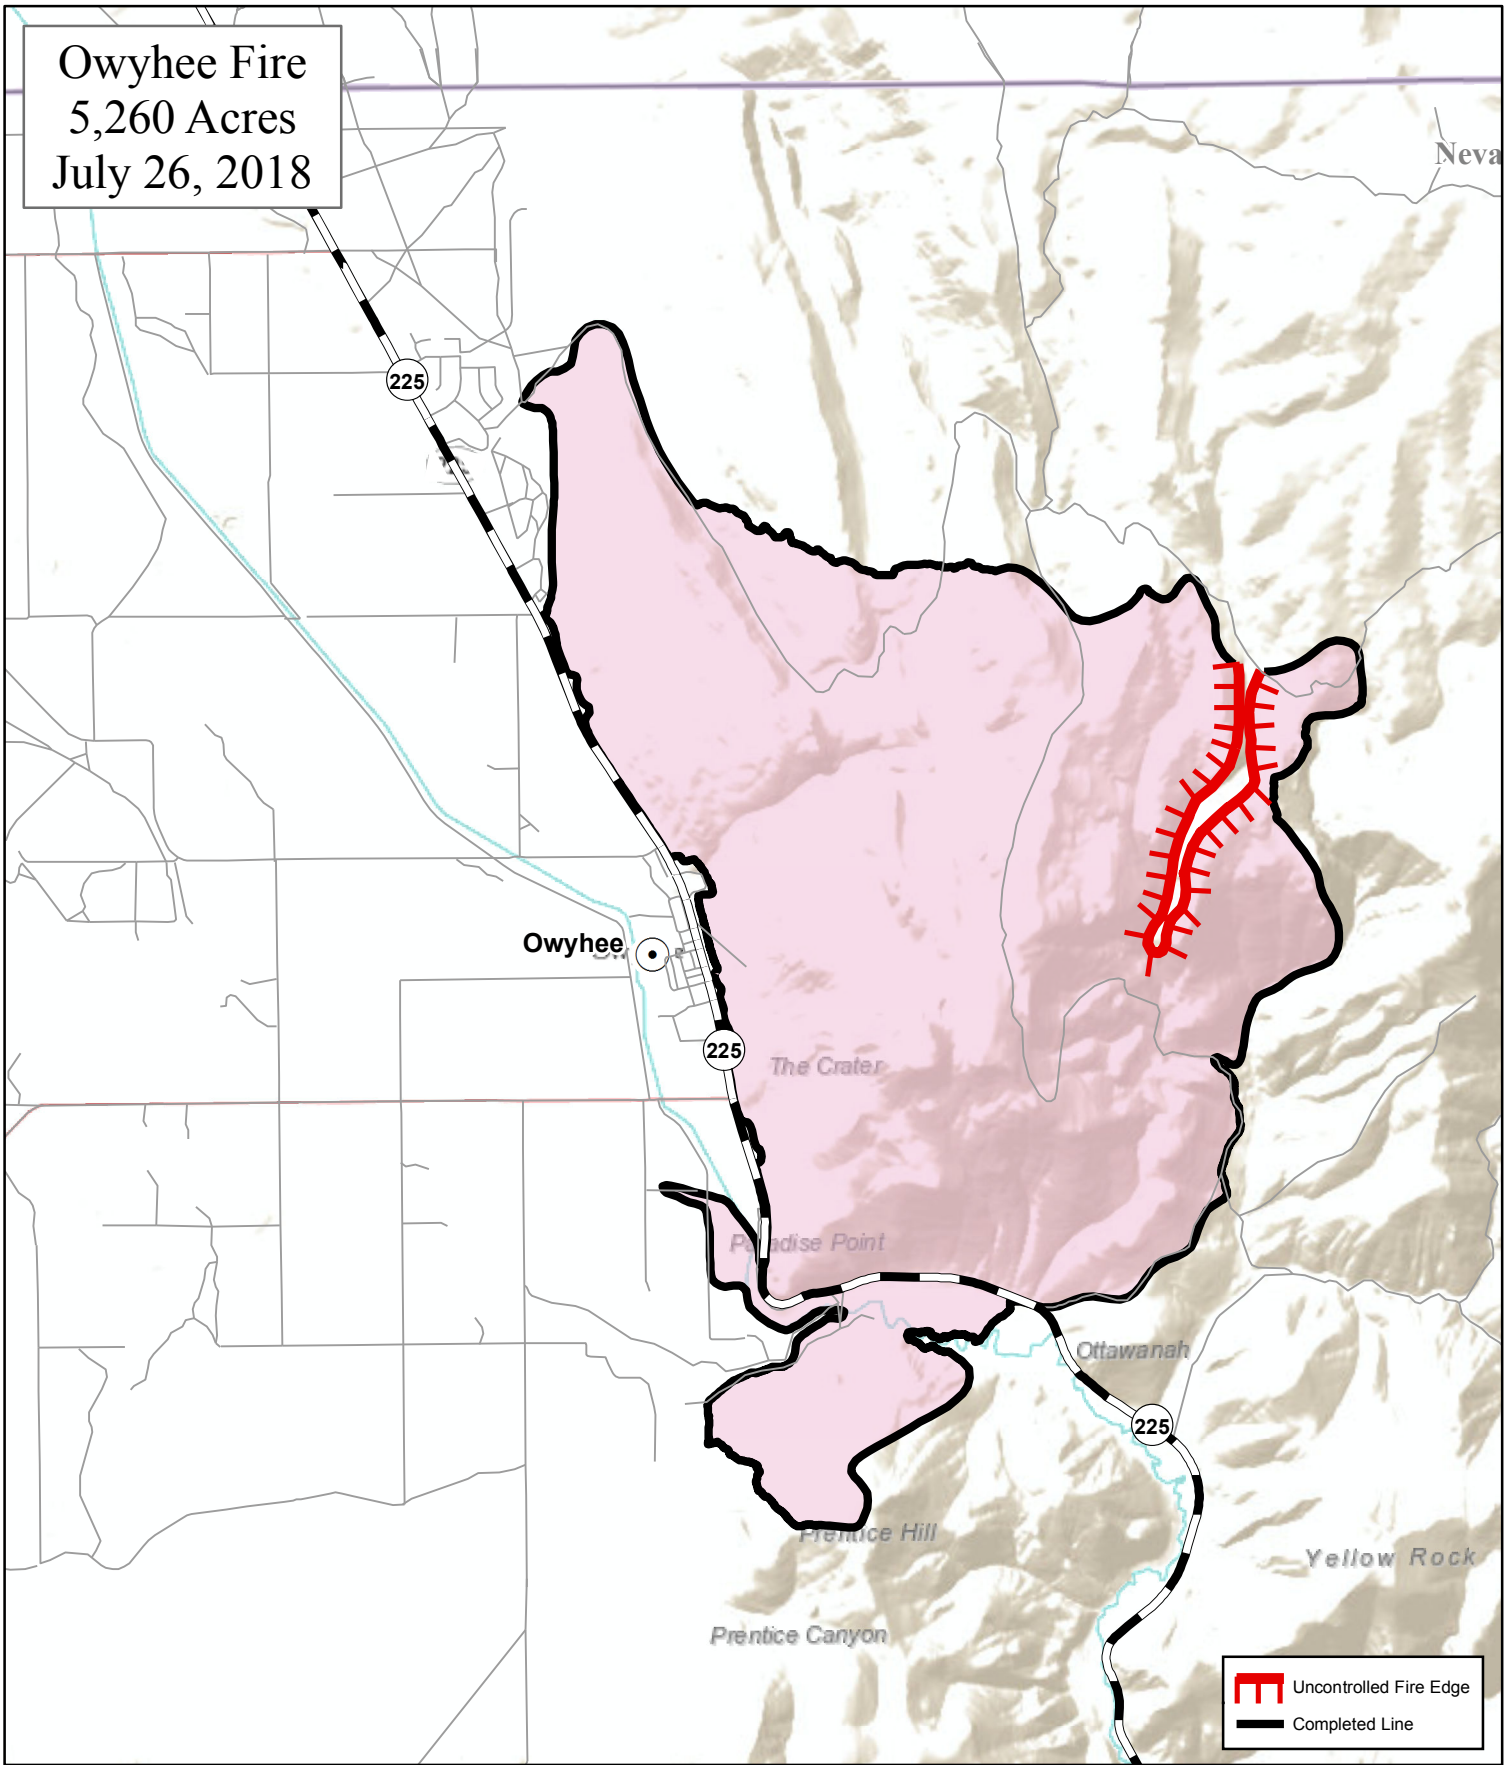 Owyhee Fire
5,260 Acres
July 26, 2018
Neva
225
Owyhee
225
The Crater
Paradise Point
Ottawanah
225
Prentice Hill
Yellow Rock
Prentice Canyon
Uncontrolled Fire Edge
Completed Line